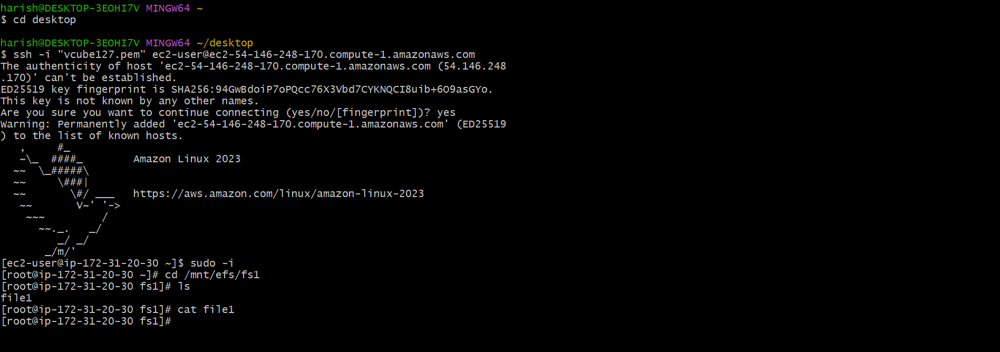 harish@DESKTOP-3EOHI7V MINGW64 ~
$ cd desktop

harish@DESKTOP-3EOHI7V MINGW64 ~/desktop
$ ssh -i "vcube127.pem" ec2-user@ec2-54-146-248-170.compute-1.amazonaws.com
The authenticity of host 'ec2-54-146-248-170.compute-1.amazonaws.com (54.146.248
.170)' can't be established.
ED25519 key fingerprint is SHA256:94GwBdoiP7oPQcc76X3Vbd7CYKNQCI8uib+6O9asGYo.
This key is not known by any other names.
Are you sure you want to continue connecting (yes/no/[fingerprint])? yes
Warning: Permanently added 'ec2-54-146-248-170.compute-1.amazonaws.com' (ED25519
) to the list of known hosts.
   ,     #_
   ~\_  ####_        Amazon Linux 2023
  ~~  \_#####\
  ~~     \###|
  ~~       \#/ ___   https://aws.amazon.com/linux/amazon-linux-2023
   ~~       V~' '->
    ~~~         /
      ~~._.   _/
         _/ _/
       _/m/'
[ec2-user@ip-172-31-20-30 ~]$ sudo -i
[root@ip-172-31-20-30 ~]# cd /mnt/efs/fs1
[root@ip-172-31-20-30 fs1]# ls
file1
[root@ip-172-31-20-30 fs1]# cat file1
[root@ip-172-31-20-30 fs1]#